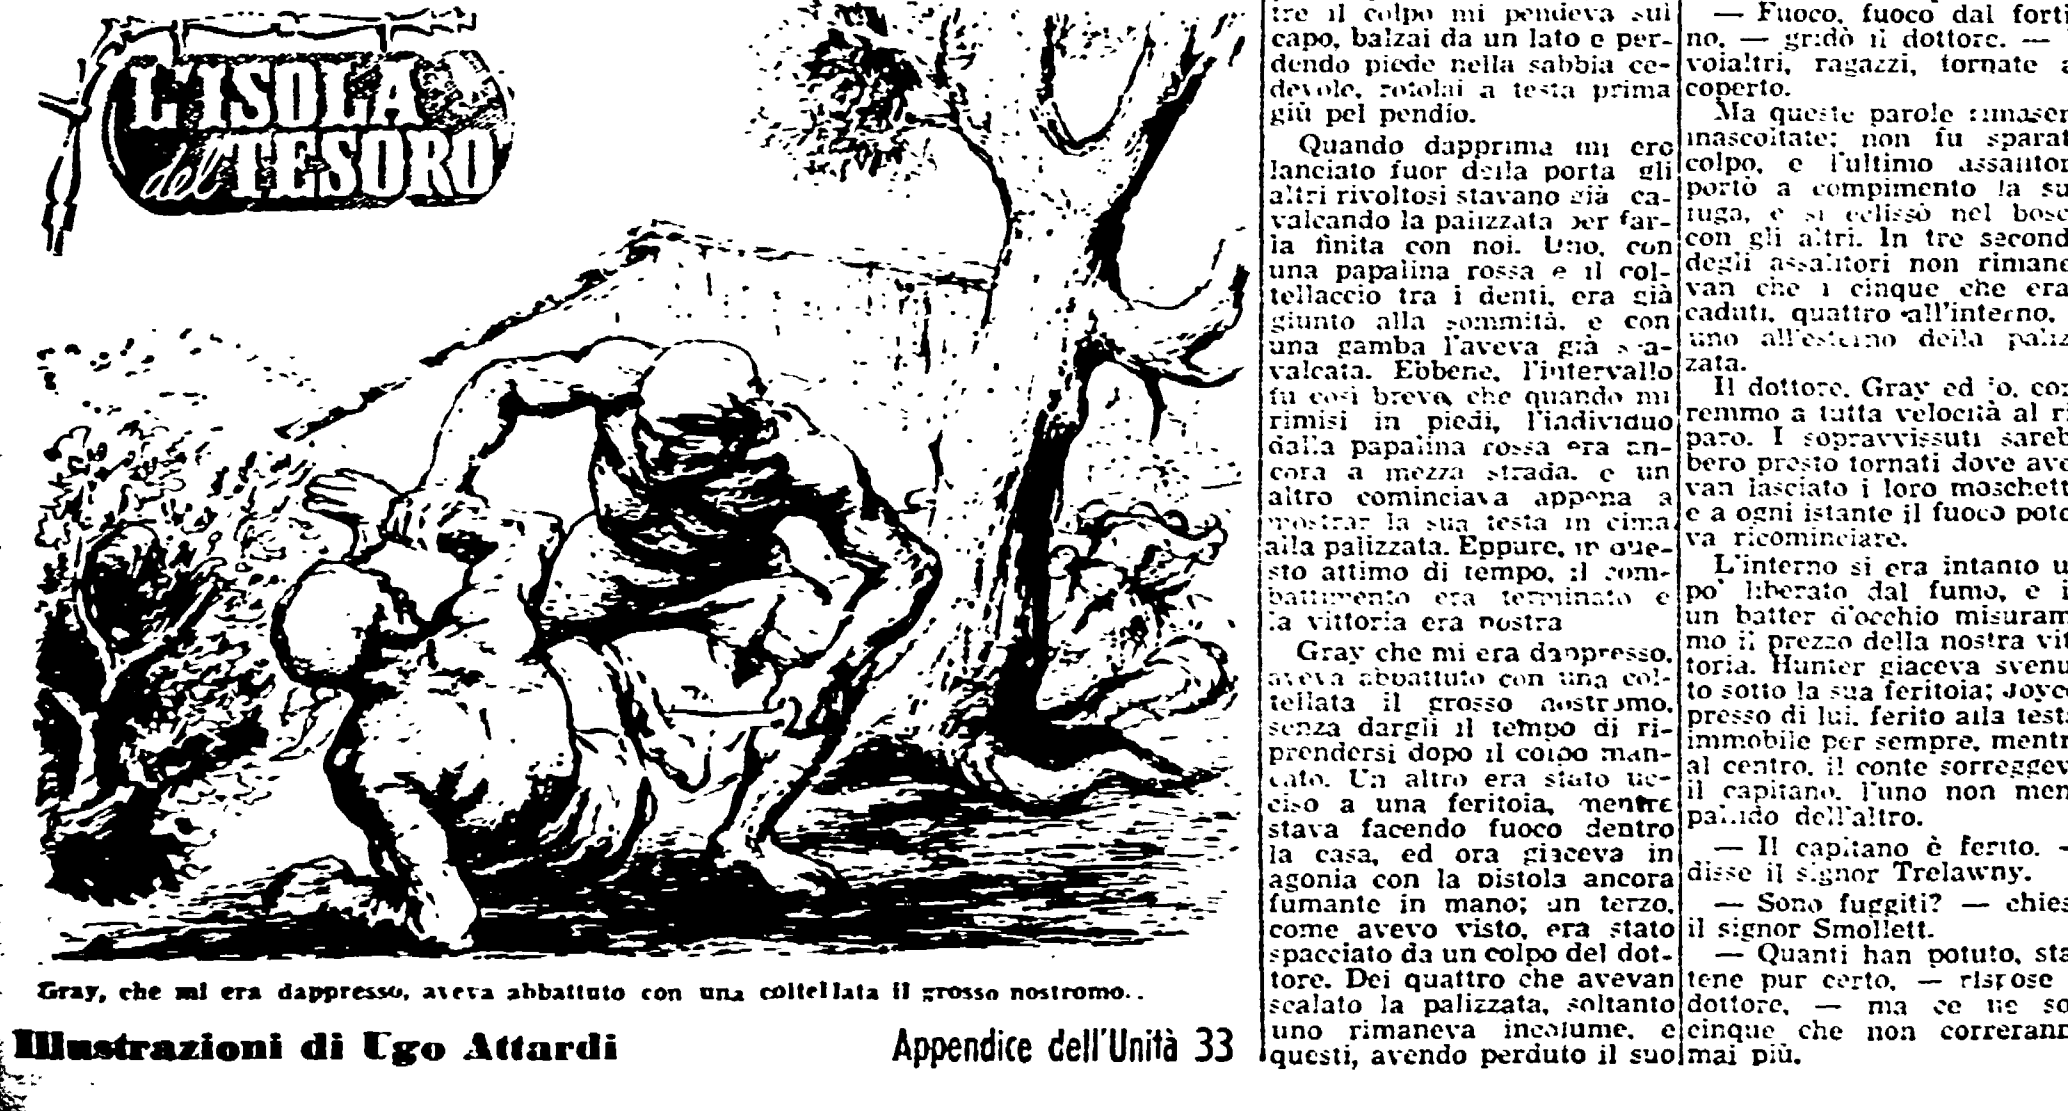 L'ISOLA
del TESORO
Gray, che mi era dappresso, aveva abbattuto con una coltellata il grosso nostromo..
Illustrazioni di Ugo Attardi
Appendice dell'Unità 33
tre il colpo mi pendeva sul
capo, balzai da un lato e per-
dendo piede nella sabbia ce-
devole, rotolai a testa prima
giù pel pendio.
Quando dapprima mi ero
lanciato fuor della porta gli
altri rivoltosi stavano già ca-
valcando la palizzata per far-
la finita con noi. Uno, con
una papalina rossa e il col-
tellaccio tra i denti, era già
giunto alla sommità, e con
una gamba l'aveva già sca-
valcata. Ebbene, l'intervallo
fu così breve, che quando mi
rimisi in piedi, l'individuo
dalla papalina rossa era an-
cora a mezza strada, e un
altro cominciava appena a
mostrar la sua testa in cima
alla palizzata. Eppure, in que-
sto attimo di tempo, il com-
battimento era terminato e
la vittoria era nostra
Gray che mi era dappresso,
aveva abbattuto con una col-
tellata il grosso nostromo,
senza dargli il tempo di ri-
prendersi dopo il colpo man-
cato. Un altro era stato uc-
ciso a una feritoia, mentre
stava facendo fuoco dentro
la casa, ed ora giaceva in
agonia con la pistola ancora
fumante in mano; un terzo,
come avevo visto, era stato
spacciato da un colpo del dot-
tore. Dei quattro che avevan
scalato la palizzata, soltanto
uno rimaneva incolume, e
questi, avendo perduto il suo
— Fuoco, fuoco dal forti
no, — gridò il dottore. —
voialtri, ragazzi, tornate a
coperto.
Ma queste parole rimaser
inascoltate; non fu sparat
colpo, e l'ultimo assalitor
portò a compimento la su
fuga, e si eclissò nel bosc
con gli altri. In tre second
degli assalitori non rimane
van che i cinque che era
caduti, quattro all'interno,
uno all'esterno della paliz
zata.
Il dottore, Gray ed io, cor
remmo a tutta velocità al ri
paro. I sopravvissuti sareb
bero presto tornati dove ave
van lasciato i loro moschett
e a ogni istante il fuoco pote
va ricominciare.
L'interno si era intanto u
po' liberato dal fumo, e i
un batter d'occhio misuram
mo il prezzo della nostra vit
toria. Hunter giaceva svenu
to sotto la sua feritoia; Joyce
presso di lui, ferito alla testa
immobile per sempre, mentr
al centro, il conte sorreggev
il capitano, l'uno non men
pallido dell'altro.
— Il capitano è ferito. —
disse il signor Trelawny.
— Sono fuggiti? — chies
il signor Smollett.
— Quanti han potuto, sta
tene pur certo, — rispose
dottore, — ma ce ne so
cinque che non correrann
mai più.